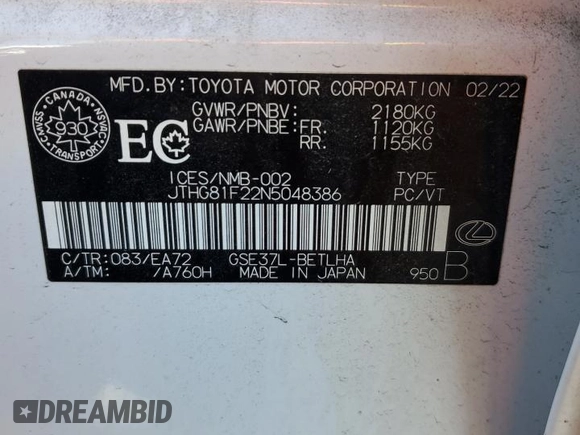 MFD.BY:TOYOTA MOTOR CORPORATION 02/22
GVWR/PNBV: 2180KG
GAWR/PNBE:FR. 1120KG
RR. 1155KG
CANADA
CMVSS NSVAC
930
TRANSPORT
EC
ICES/NMB-002 TYPE
JTHG81F22N5048386 PC/VT
C/TR:083/EA72 GSE37L-BETLHA
A/TM: /A760H MADE IN JAPAN 950 B
DREAMBID